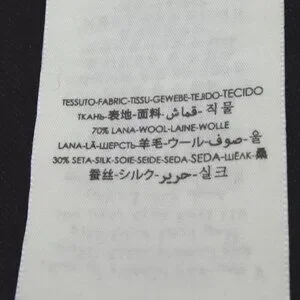 TESSUTO-FABRIC-TISSU-GEWEBE-TEJIDO-TECIDO
ТКАНЬ-表地-面料-قماش-직물
70% LANA-WOOL-LAINE-WOLLE
LANA-LÃ-ШЕРСТЬ-羊毛-ウール-صوف-울
30% SETA-SILK-SOIE-SEIDE-SEDA-SEDA-ШЁЛК-桑
蚕丝-シルク-حرير-실크